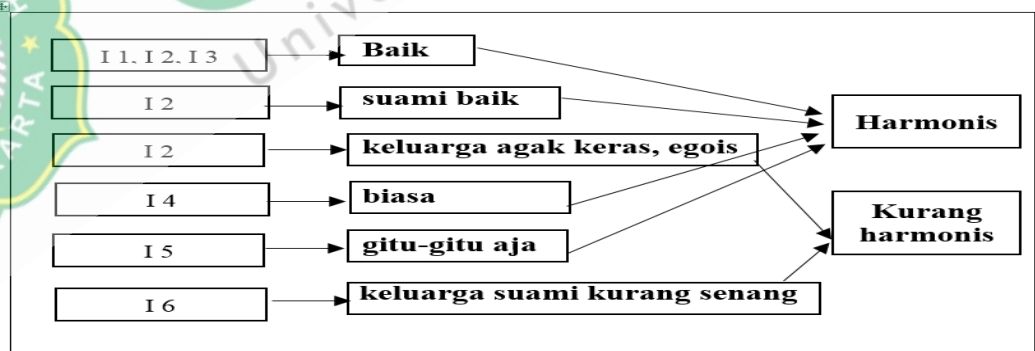 I 1, I 2, I 3
Baik
I 2
suami baik
I 2
keluarga agak keras, egois
I 4
biasa
I 5
gitu-gitu aja
I 6
keluarga suami kurang senang
Harmonis
Kurang
harmonis